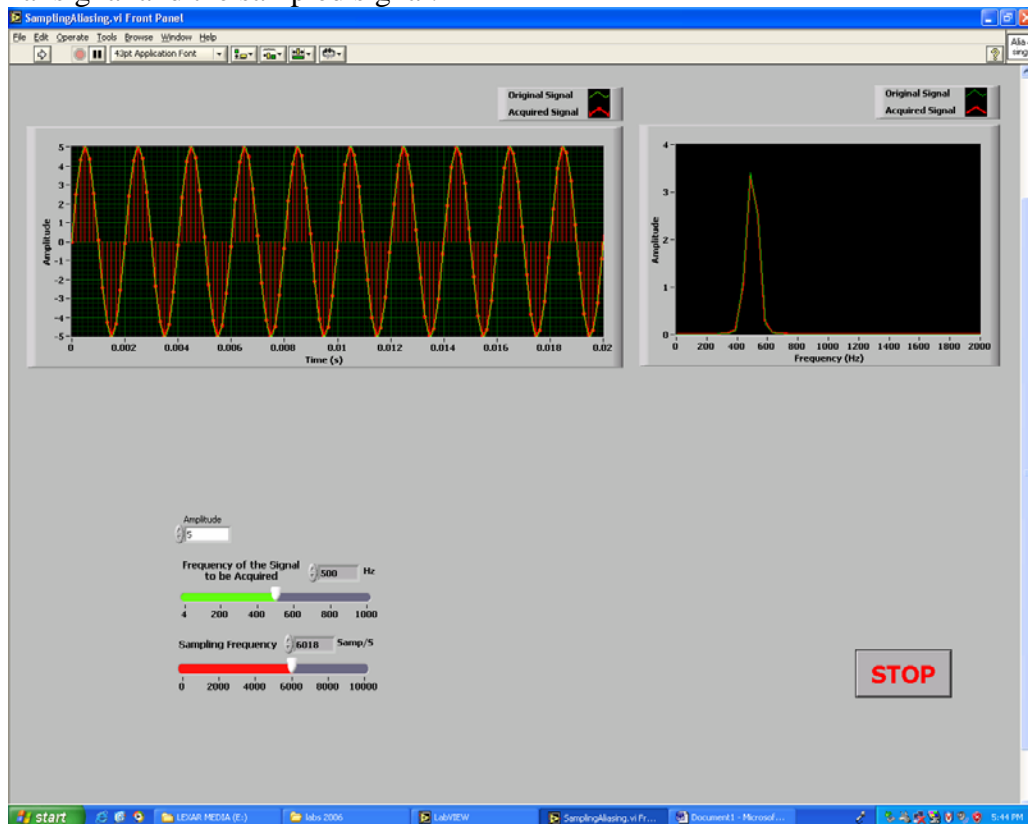 SamplingAliasing.vi Front Panel
File Edit Operate Tools Browse Window Help
43pt Application Font
Original Signal
Acquired Signal
Original Signal
Acquired Signal
5
4
3
2
1
0
-1
-2
-3
-4
-5
Amplitude
0 0.002 0.004 0.006 0.008 0.01 0.012 0.014 0.016 0.018 0.02
Time (s)
4
3
2
1
0
Amplitude
0 200 400 600 800 1000 1200 1400 1600 1800 2000
Frequency (Hz)
Amplitude
5
Frequency of the Signal
to be Acquired
500 Hz
4 200 400 600 800 1000
Sampling Frequency 6018 Samp/S
0 2000 4000 6000 8000 10000
STOP
start LEXAR MEDIA (E:) labs 2006 LabVIEW SamplingAliasing.vi Fr... Document1 - Microsof... 5:44 PM